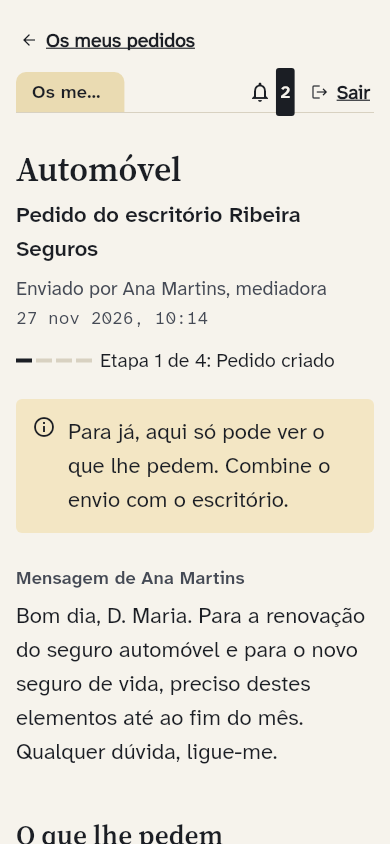 Os meus pedidos
Os me...
2
Sair
Automóvel
Pedido do escritório Ribeira
Seguros
Enviado por Ana Martins, mediadora
27 nov 2026, 10:14
Etapa 1 de 4: Pedido criado
Para já, aqui só pode ver o
que lhe pedem. Combine o
envio com o escritório.
Mensagem de Ana Martins
Bom dia, D. Maria. Para a renovação
do seguro automóvel e para o novo
seguro de vida, preciso destes
elementos até ao fim do mês.
Qualquer dúvida, ligue-me.
O que lhe pedem